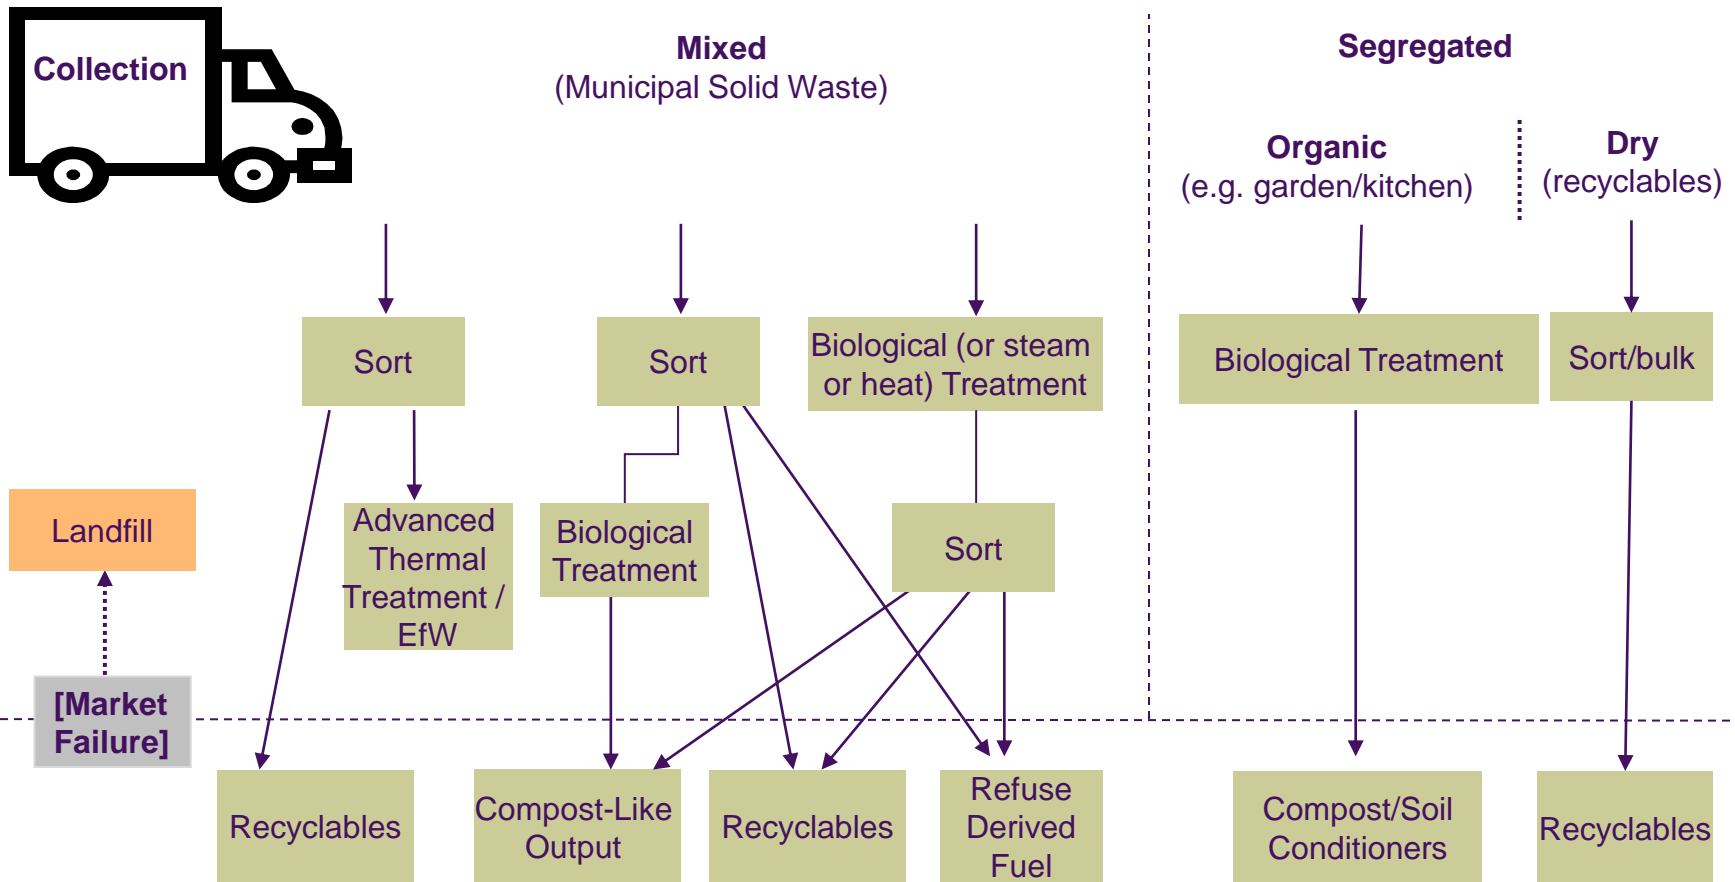 Collection
Mixed
(Municipal Solid Waste)
Segregated
Organic
(e.g. garden/kitchen)
Dry
(recyclables)
Sort
Sort
Biological (or steam
or heat) Treatment
Biological Treatment
Sort/bulk
Landfill
Advanced
Thermal
Treatment /
EfW
Biological
Treatment
Sort
[Market
Failure]
Recyclables
Compost-Like
Output
Recyclables
Refuse
Derived
Fuel
Compost/Soil
Conditioners
Recyclables